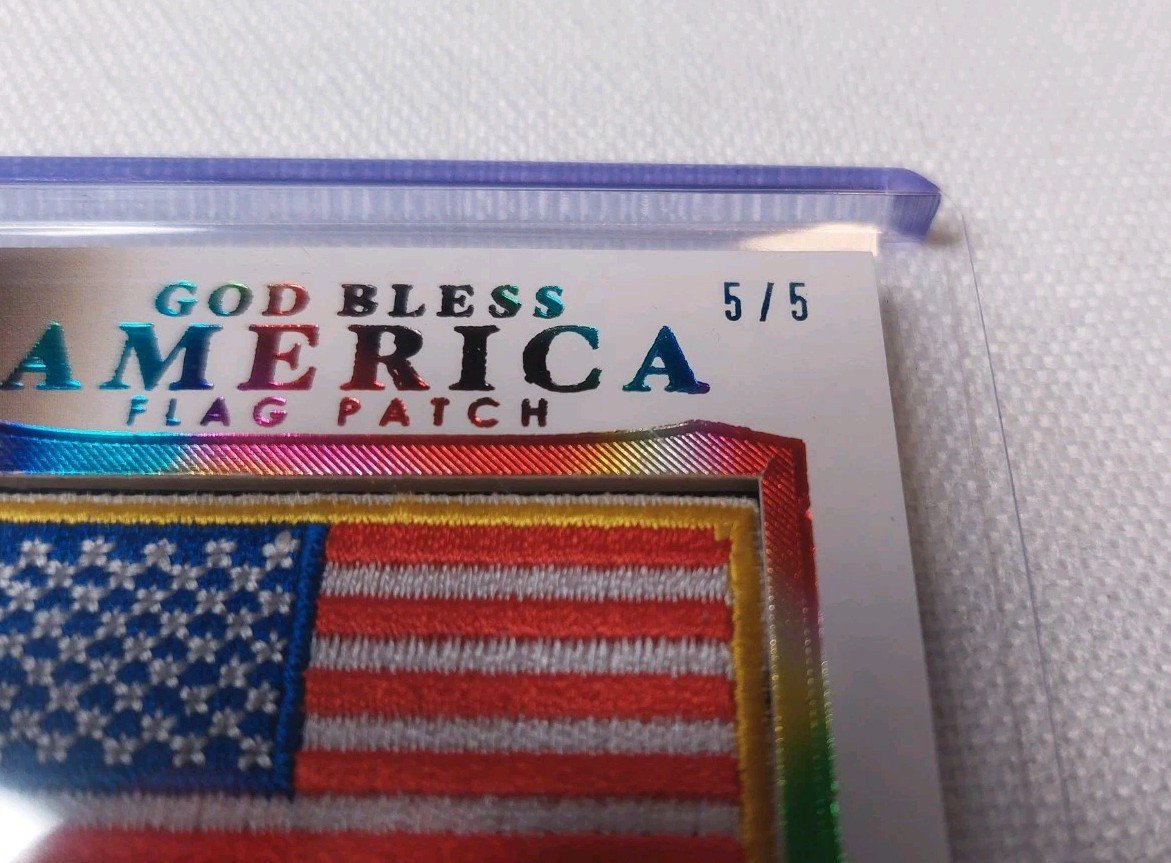 GOD BLESS
5/5
AMERICA
FLAG PATCH